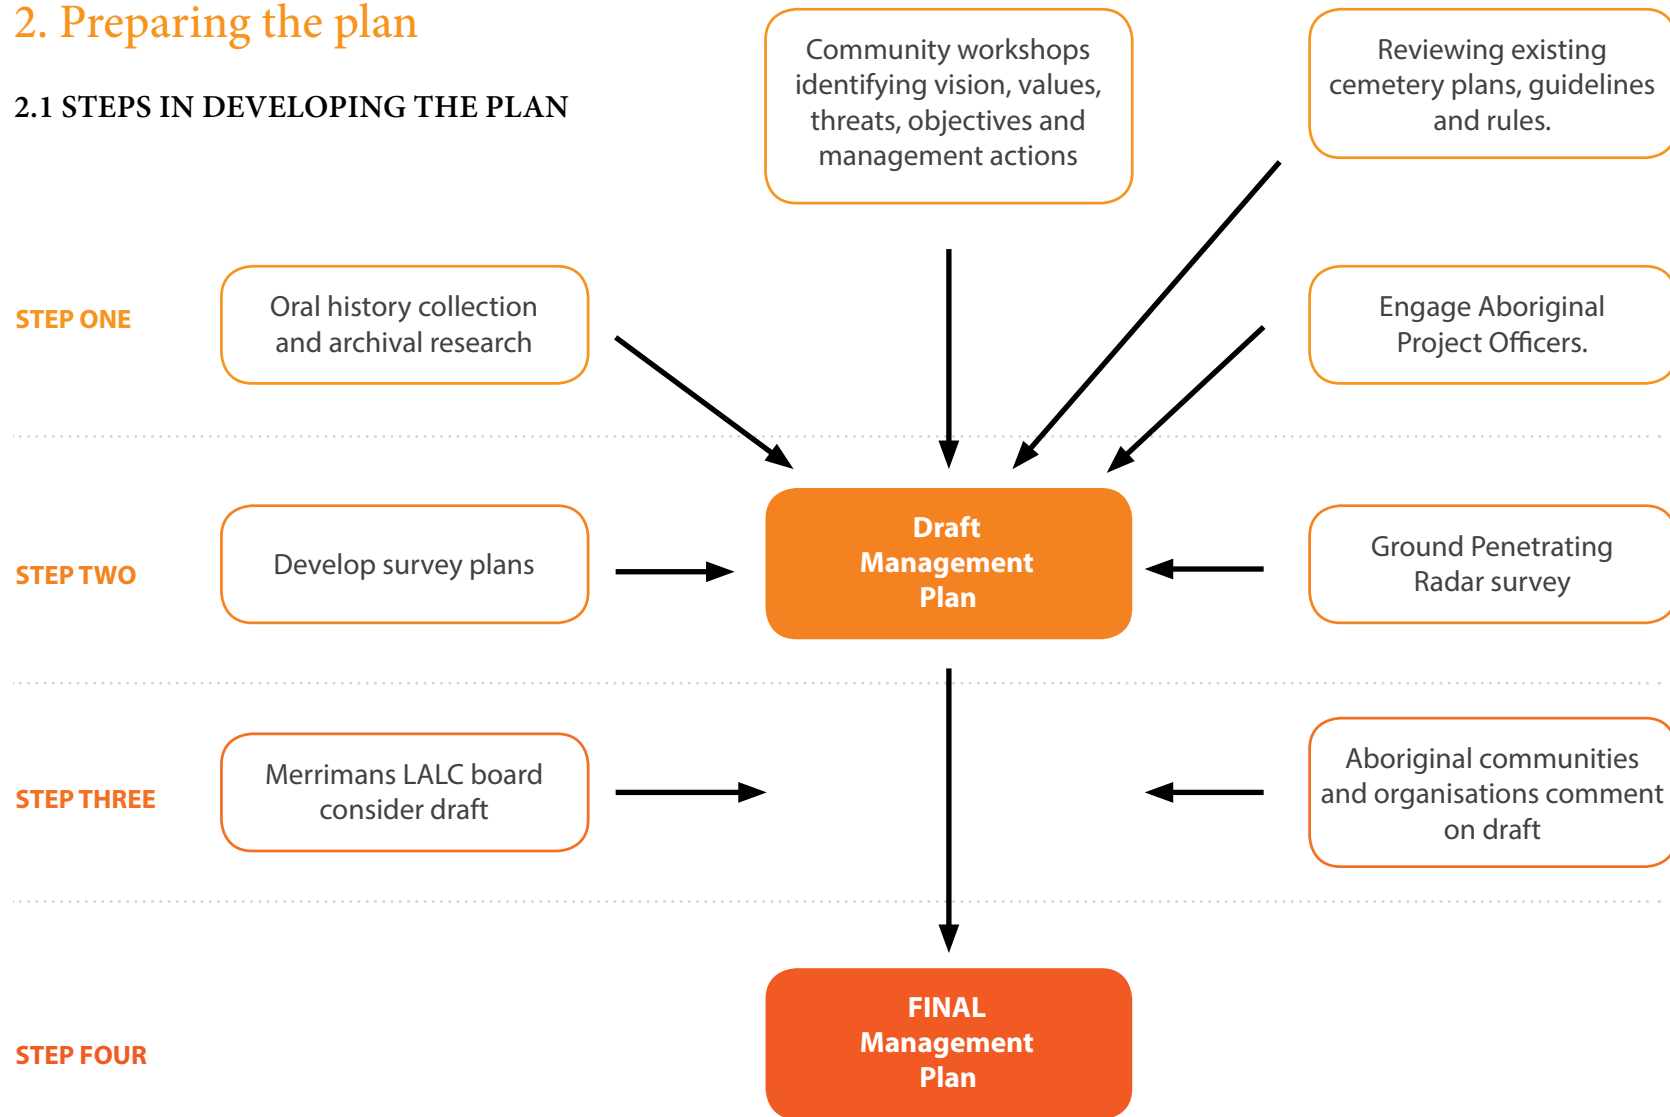 2. Preparing the plan
2.1 STEPS IN DEVELOPING THE PLAN
Community workshops
identifying vision, values,
threats, objectives and
management actions
Reviewing existing
cemetery plans, guidelines
and rules.
STEP ONE
Oral history collection
and archival research
Engage Aboriginal
Project Officers.
STEP TWO
Develop survey plans
Draft
Management
Plan
Ground Penetrating
Radar survey
STEP THREE
Merrimans LALC board
consider draft
Aboriginal communities
and organisations comment
on draft
STEP FOUR
FINAL
Management
Plan